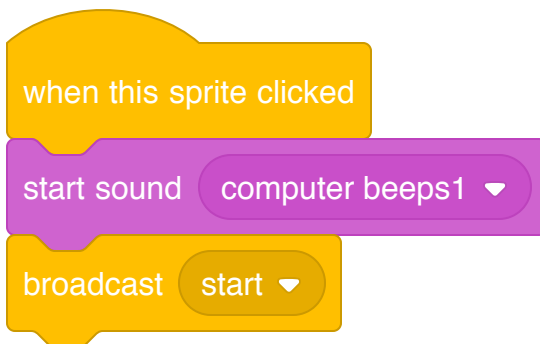 when this sprite clicked
start sound computer beeps1
broadcast start